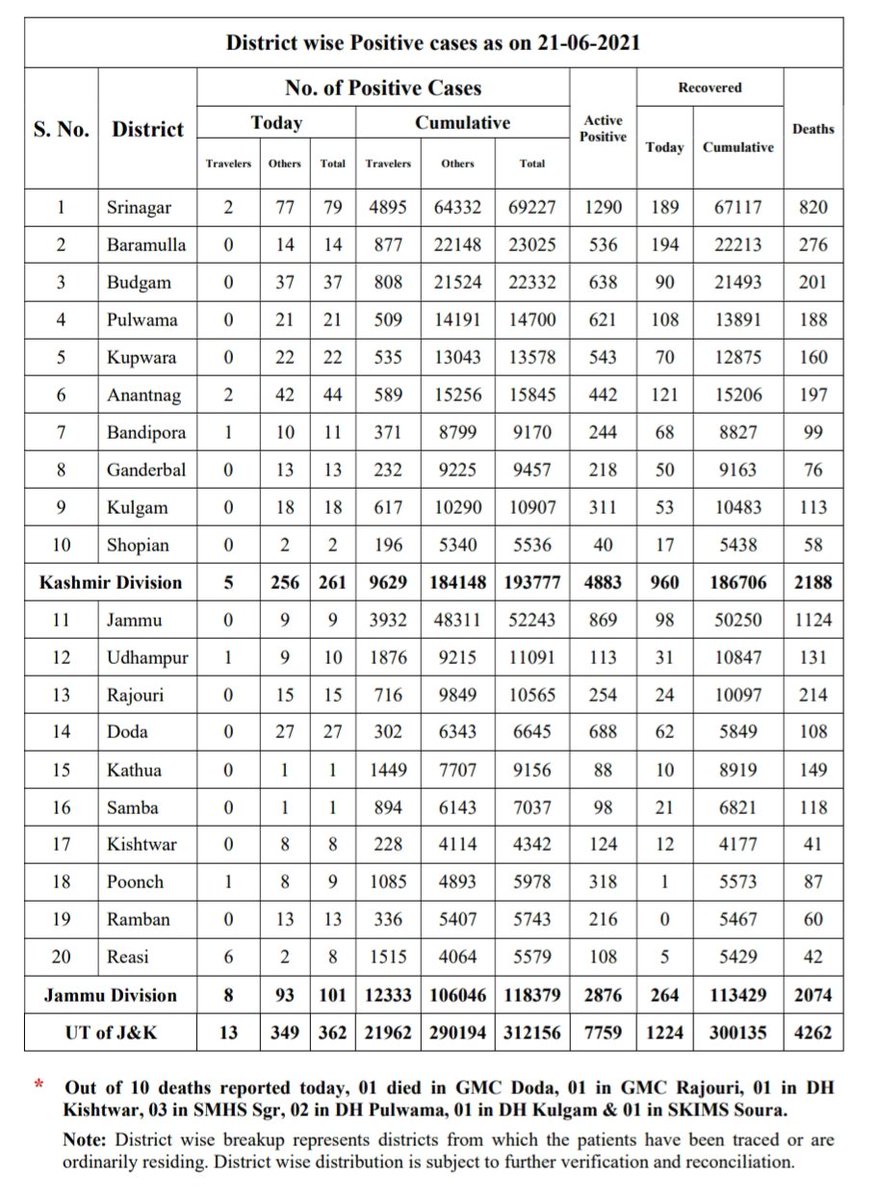 District wise Positive cases as on 21-06-2021
S. No. District No. of Positive Cases Active Positive Recovered Deaths
Today Cumulative Today Cumulative
Travelers Others Total Travelers Others Total
1 Srinagar 2 77 79 4895 64332 69227 1290 189 67117 820
2 Baramulla 0 14 14 877 22148 23025 536 194 22213 276
3 Budgam 0 37 37 808 21524 22332 638 90 21493 201
4 Pulwama 0 21 21 509 14191 14700 621 108 13891 188
5 Kupwara 0 22 22 535 13043 13578 543 70 12875 160
6 Anantnag 2 42 44 589 15256 15845 442 121 15206 197
7 Bandipora 1 10 11 371 8799 9170 244 68 8827 99
8 Ganderbal 0 13 13 232 9225 9457 218 50 9163 76
9 Kulgam 0 18 18 617 10290 10907 311 53 10483 113
10 Shopian 0 2 2 196 5340 5536 40 17 5438 58
Kashmir Division 5 256 261 9629 184148 193777 4883 960 186706 2188
11 Jammu 0 9 9 3932 48311 52243 869 98 50250 1124
12 Udhampur 1 9 10 1876 9215 11091 113 31 10847 131
13 Rajouri 0 15 15 716 9849 10565 254 24 10097 214
14 Doda 0 27 27 302 6343 6645 688 62 5849 108
15 Kathua 0 1 1 1449 7707 9156 88 10 8919 149
16 Samba 0 1 1 894 6143 7037 98 21 6821 118
17 Kishtwar 0 8 8 228 4114 4342 124 12 4177 41
18 Poonch 1 8 9 1085 4893 5978 318 1 5573 87
19 Ramban 0 13 13 336 5407 5743 216 0 5467 60
20 Reasi 6 2 8 1515 4064 5579 108 5 5429 42
Jammu Division 8 93 101 12333 106046 118379 2876 264 113429 2074
UT of J&K 13 349 362 21962 290194 312156 7759 1224 300135 4262
* Out of 10 deaths reported today, 01 died in GMC Doda, 01 in GMC Rajouri, 01 in DH
Kishtwar, 03 in SMHS Sgr, 02 in DH Pulwama, 01 in DH Kulgam & 01 in SKIMS Soura.
Note: District wise breakup represents districts from which the patients have been traced or are
ordinarily residing. District wise distribution is subject to further verification and reconciliation.